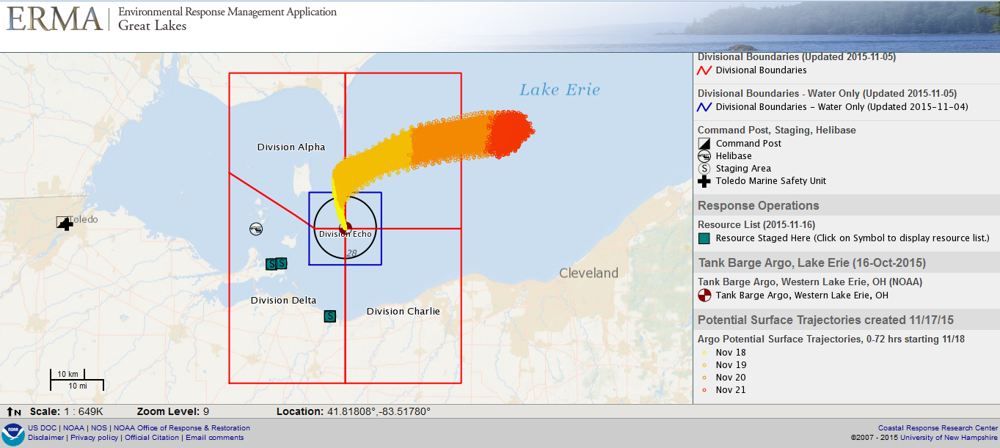 ERMA
Environmental Response Management Application
Great Lakes
Lake Erie
Division Alpha
Toledo
Division Echo
28
S S
Cleveland
Division Delta
Division Charlie
S
10 km
10 mi
Divisional Boundaries (Updated 2015-11-05)
Divisional Boundaries
Divisional Boundaries - Water Only (Updated 2015-11-05)
Divisional Boundaries - Water Only (Updated 2015-11-04)
Command Post, Staging, Helibase
Command Post
Helibase
S Staging Area
Toledo Marine Safety Unit
Response Operations
Resource List (2015-11-16)
Resource Staged Here (Click on Symbol to display resource list.)
Tank Barge Argo, Lake Erie (16-Oct-2015)
Tank Barge Argo, Western Lake Erie, OH (NOAA)
Tank Barge Argo, Western Lake Erie, OH
Potential Surface Trajectories created 11/17/15
Argo Potential Surface Trajectories, 0-72 hrs starting 11/18
Nov 18
Nov 19
Nov 20
Nov 21
N Scale: 1 : 649K Zoom Level: 9 Location: 41.81808°,-83.51780°
NOAA
US DOC | NOAA | NOS | NOAA Office of Response & Restoration
Disclaimer | Privacy policy | Official Citation | Email comments
Coastal Response Research Center
©2007 - 2015 University of New Hampshire